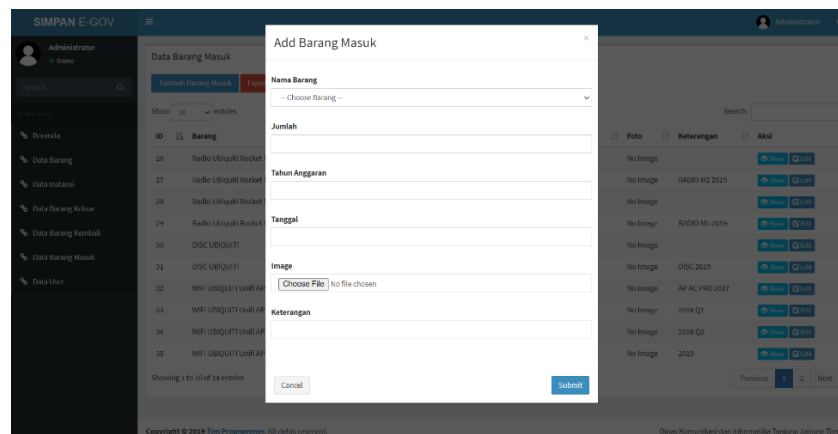 SIMPAN E-GOV
Administrator
Administrator
Online
Search...
Beranda
Data Barang
Data Instansi
Data Barang Keluar
Data Barang Kembali
Data Barang Masuk
Data User
Data Barang Masuk
Tambah Barang Masuk
Show 10 entries
Search:
ID Barang Foto Keterangan Aksi
26 Radio Ubiquiti Rocket No Image Show Edit
27 Radio Ubiquiti Rocket No Image RADIO M2 2019 Show Edit
28 Radio Ubiquiti Rocket No Image Show Edit
29 Radio Ubiquiti Rocket No Image RADIO M5 2019 Show Edit
30 DISC UBIQUITI No Image Show Edit
31 DISC UBIQUITI No Image DISC 2019 Show Edit
32 WIFI UBIQUITI Unifi AP No Image AP AC PRO 2017 Show Edit
33 WIFI UBIQUITI Unifi AP No Image 2018 Q1 Show Edit
34 WIFI UBIQUITI Unifi AP No Image 2018 Q2 Show Edit
35 WIFI UBIQUITI Unifi AP No Image 2019 Show Edit
Showing 1 to 10 of 14 entries
Previous 1 2 Next
Copyright © 2019 Tim Programmer. All rights reserved.
Dinas Komunikasi dan Informatika Tanjung Jabung Tim
Add Barang Masuk
×
Nama Barang
-- Choose Barang --
Jumlah
Tahun Anggaran
Tanggal
Image
Choose File No file chosen
Keterangan
Cancel
Submit